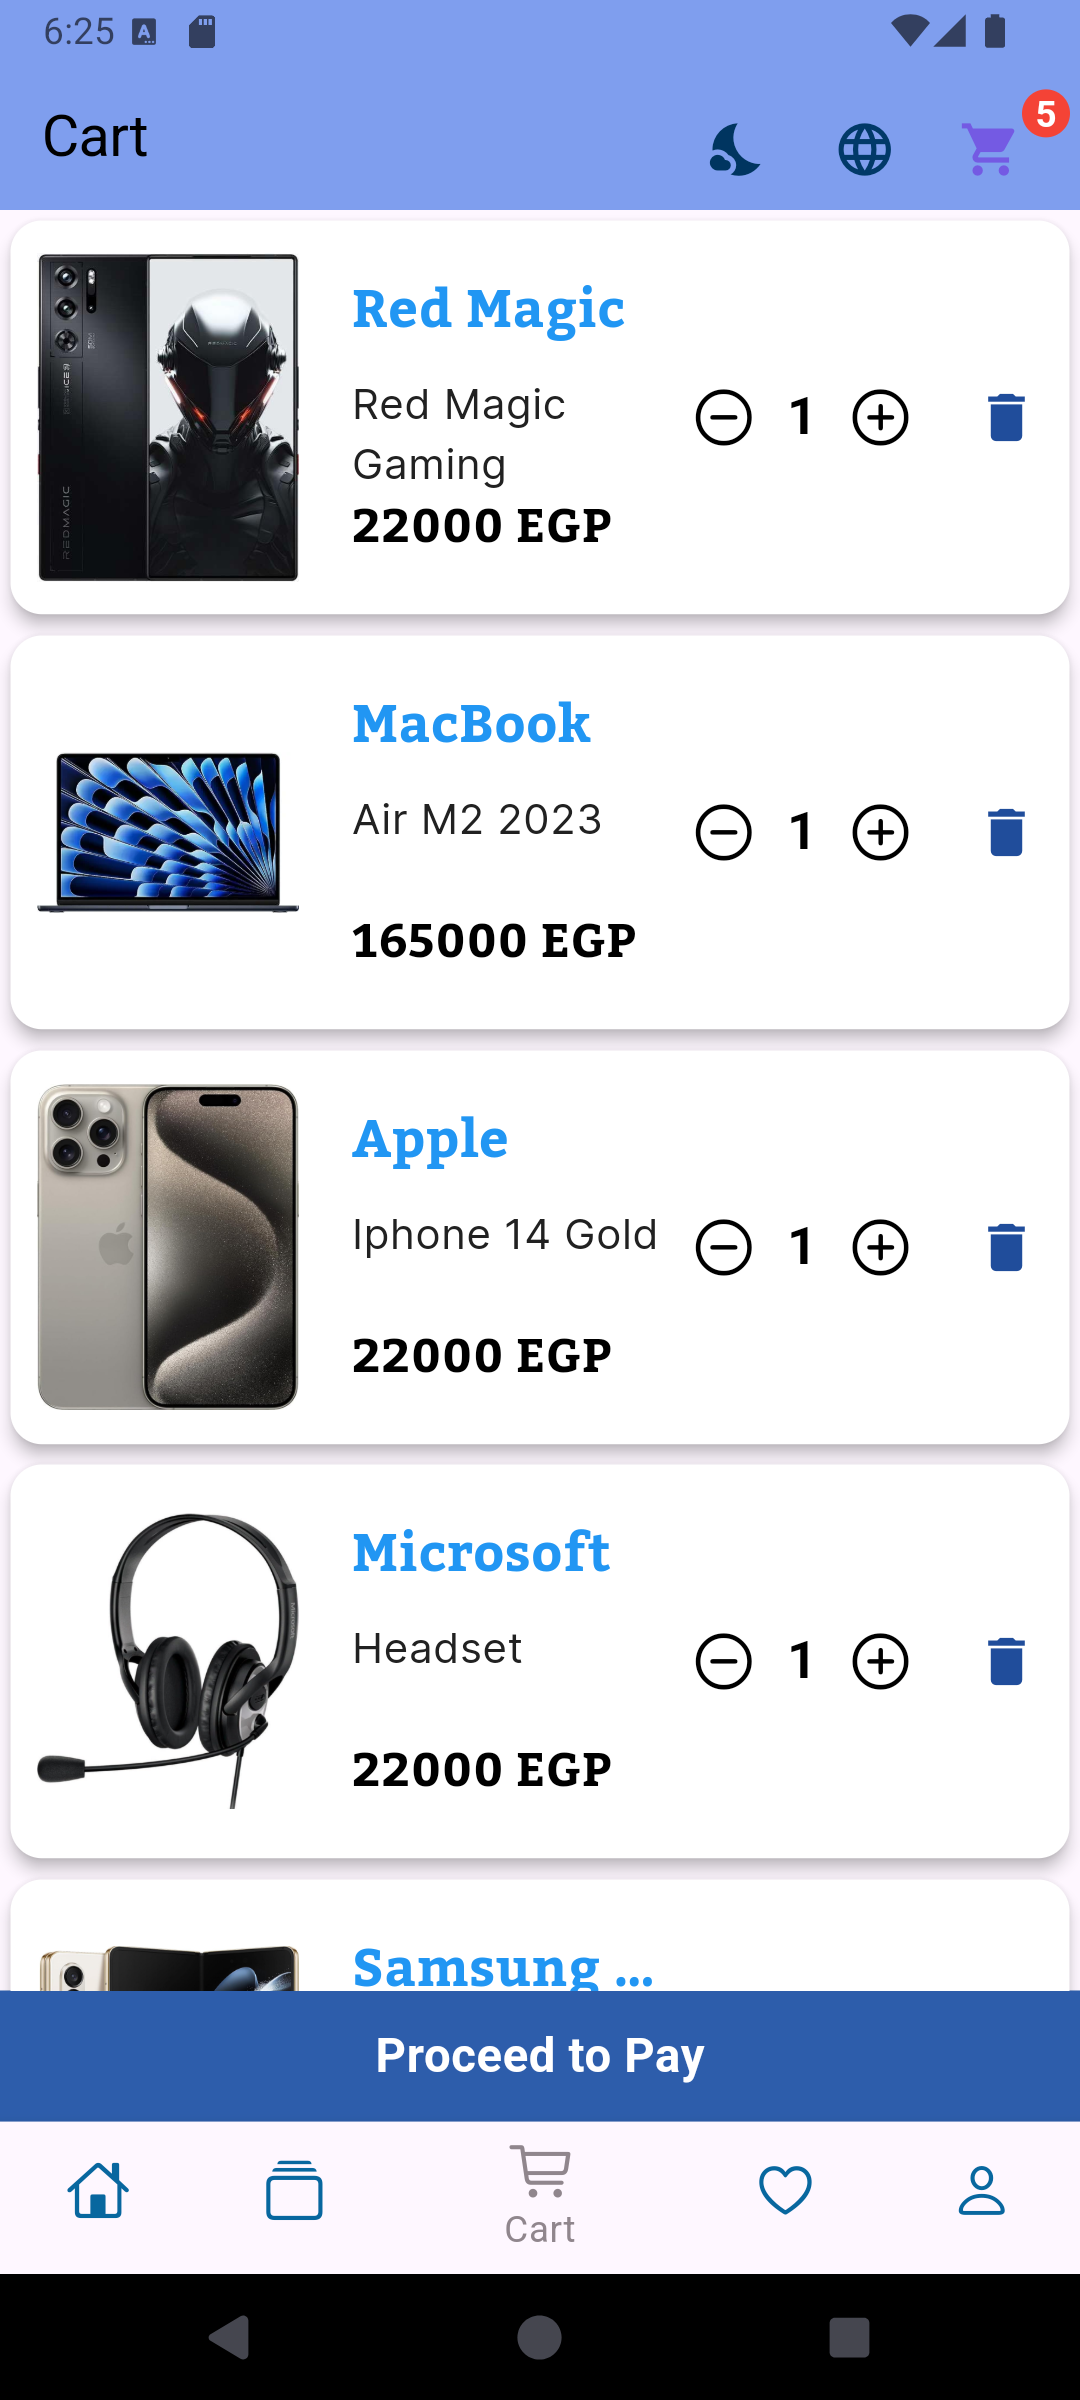 6:25
Cart
5
Red Magic
Red Magic
Gaming
1
22000 EGP
REDMAGIC
MacBook
Air M2 2023
1
165000 EGP
Apple
Iphone 14 Gold
1
22000 EGP
Microsoft
Headset
1
22000 EGP
Samsung ...
Proceed to Pay
Cart